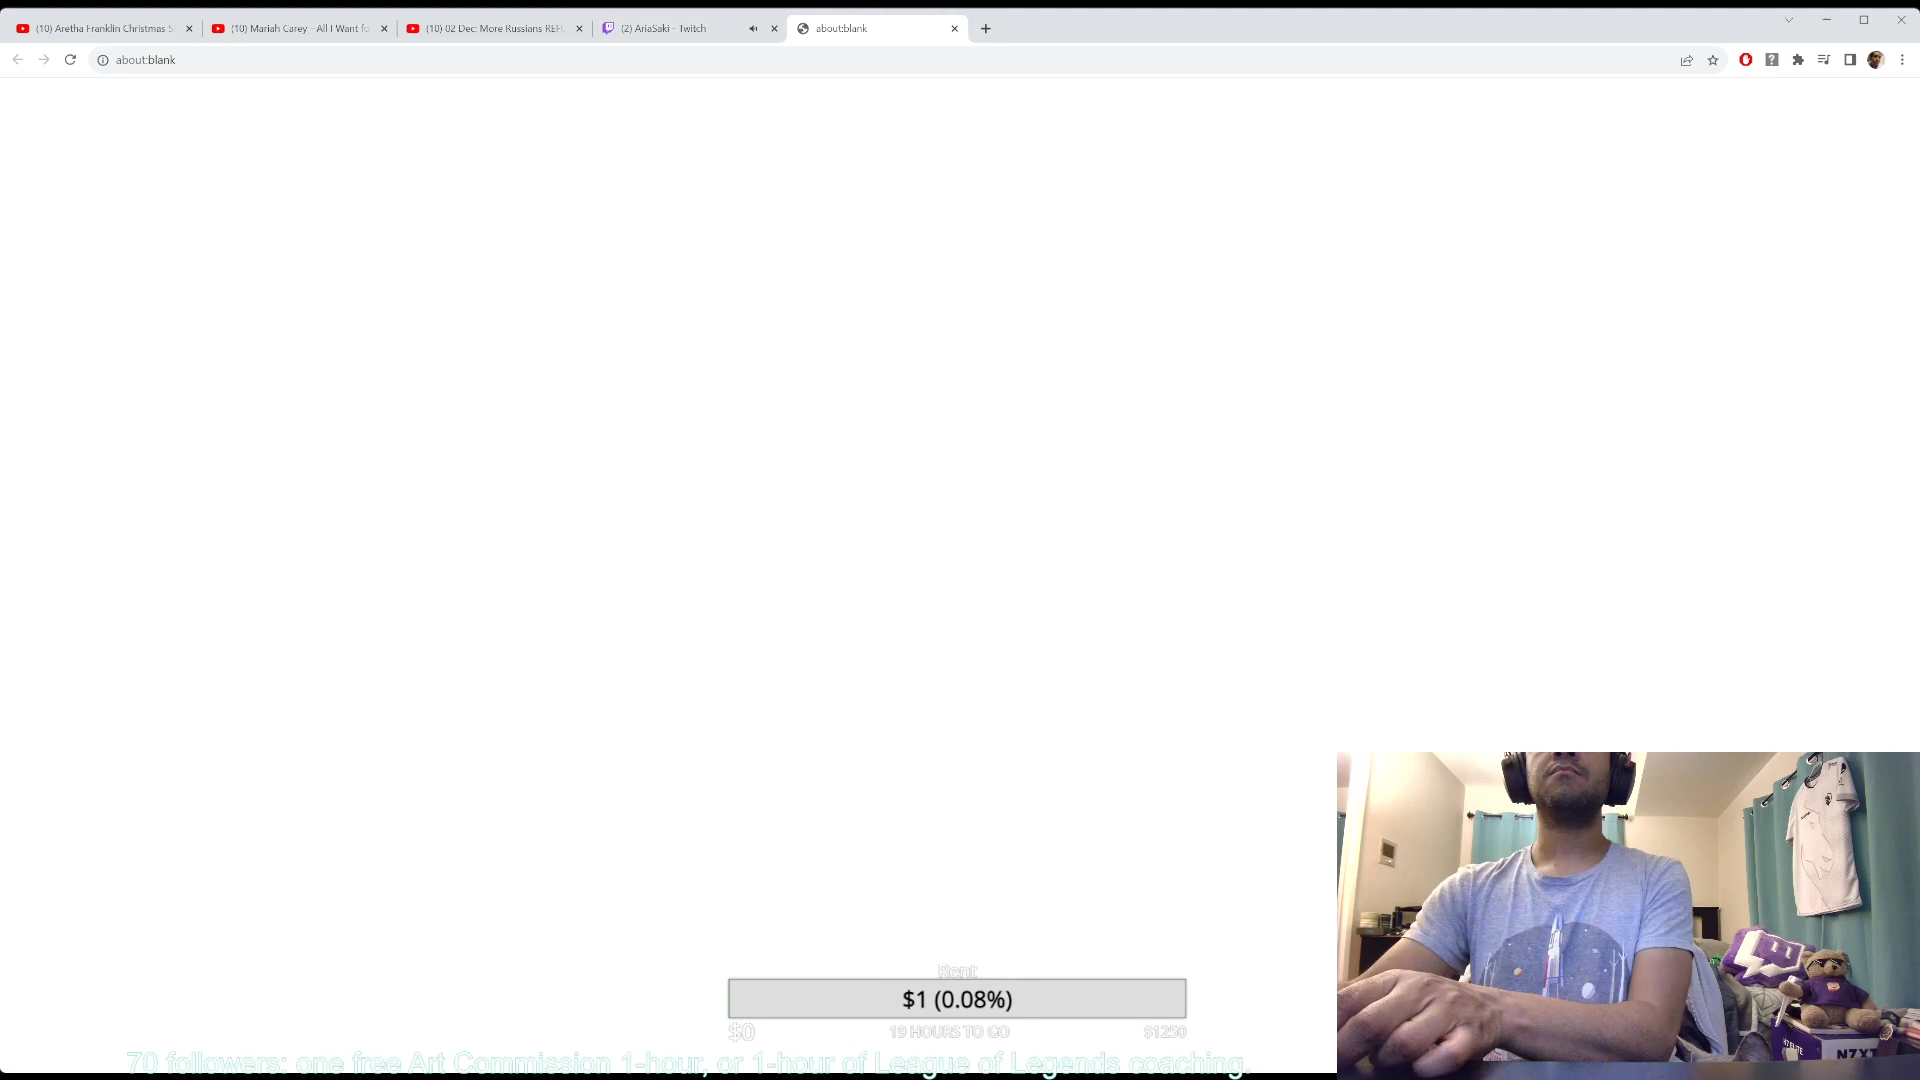 (10) Aretha Franklin Christmas S
(10) Mariah Carey - All I Want fo
(10) 02 Dec: More Russians REFU
(2) AriaSaki - Twitch
about:blank
about:blank
Rent
$1 (0.08%)
$0
19 HOURS TO GO
$1250
70 followers: one free Art Commission 1-hour, or 1-hour of League of Legends coaching.
H7 ELITE
NZXT